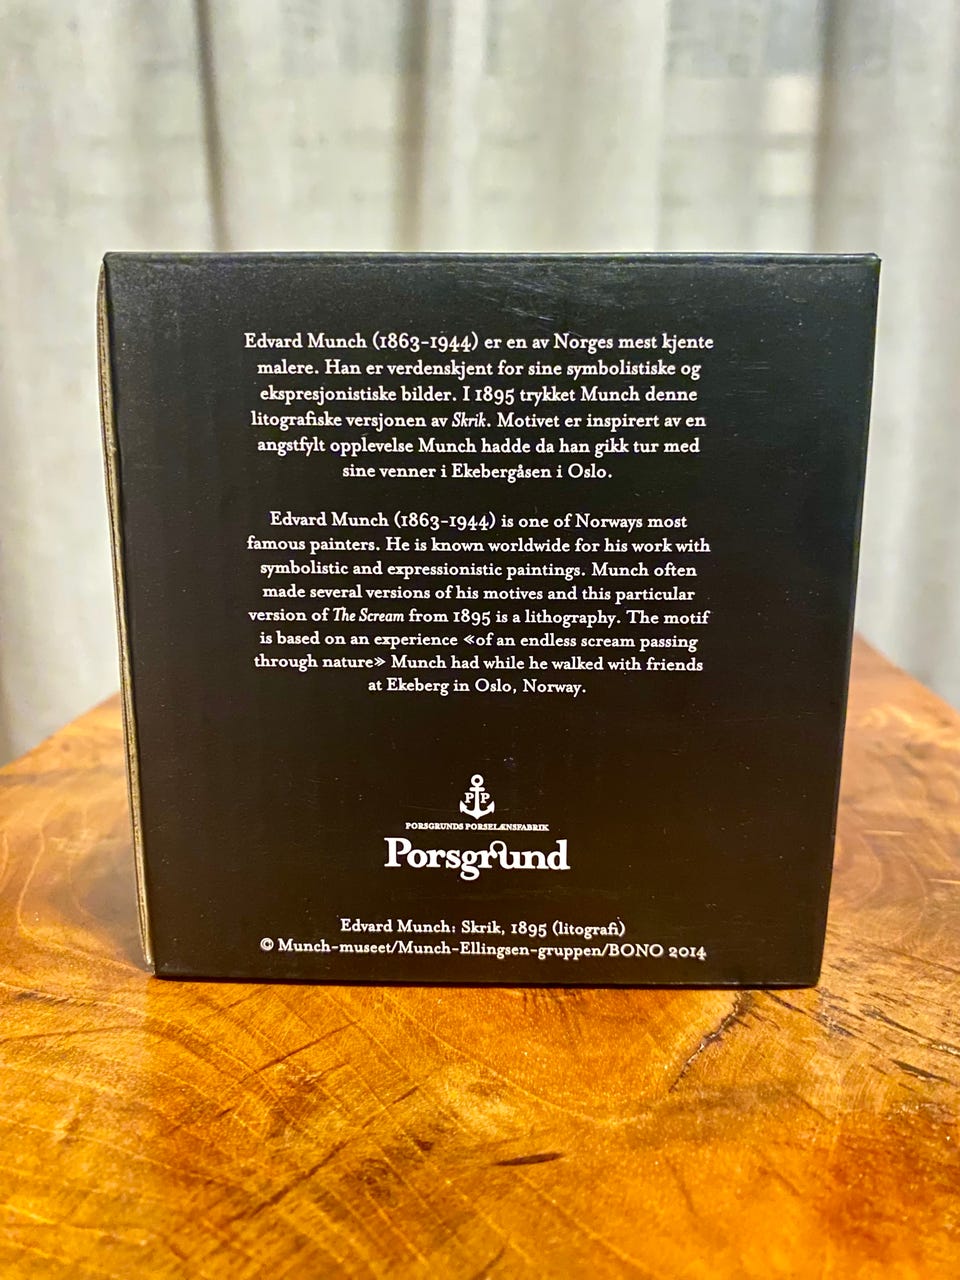 Edvard Munch (1863-1944) er en av Norges mest kjente
malere. Han er verdenskjent for sine symbolistiske og
ekspresjonistiske bilder. I 1895 trykket Munch denne
litografiske versjonen av Skrik. Motivet er inspirert av en
angstfylt opplevelse Munch hadde da han gikk tur med
sine venner i Ekebergåsen i Oslo.
Edvard Munch (1863-1944) is one of Norways most
famous painters. He is known worldwide for his work with
symbolistic and expressionistic paintings. Munch often
made several versions of his motives and this particular
version of The Scream from 1895 is a lithography. The motif
is based on an experience «of an endless scream passing
through nature» Munch had while he walked with friends
at Ekeberg in Oslo, Norway.
P P
PORSGRUNDS PORSELÆNSFABRIK
Porsgrund
Edvard Munch: Skrik, 1895 (litografi)
© Munch-museet/Munch-Ellingsen-gruppen/BONO 2014